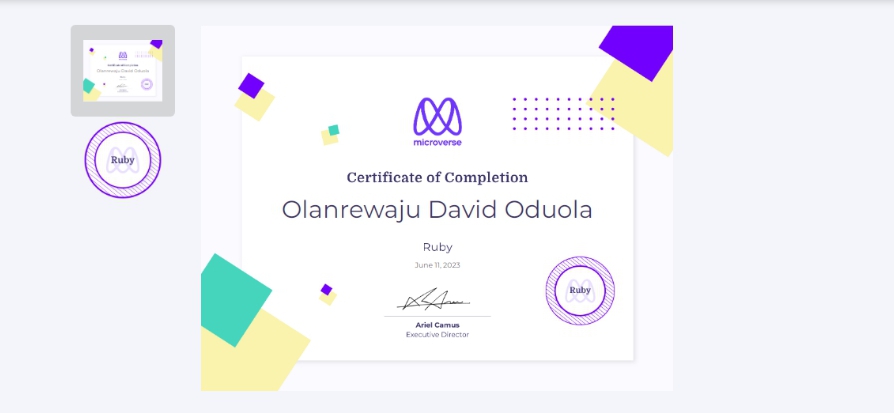 Ruby
microverse
Certificate of Completion
Olanrewaju David Oduola
Ruby
June 11, 2023
Ruby
Ariel Camus
Executive Director